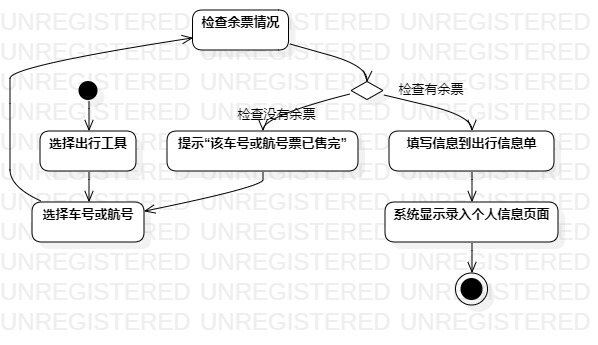 检查余票情况
检查有余票
检查没有余票
选择出行工具
提示“该车号或航号票已售完”
填写信息到出行信息单
选择车号或航号
系统显示录入个人信息页面
UNREGISTERED UNREGISTERED UNREGISTERED
UNREGISTERED UNREGISTERED UNREGISTERED
UNREGISTERED UNREGISTERED UNREGISTERED
UNREGISTERED UNREGISTERED UNREGISTERED
UNREGISTERED UNREGISTERED UNREGISTERED
UNREGISTERED UNREGISTERED UNREGISTERED
UNREGISTERED UNREGISTERED UNREGISTERED
UNREGISTERED UNREGISTERED UNREGISTERED
UNREGISTERED UNREGISTERED UNREGISTERED
UNREGISTERED UNREGISTERED UNREGISTERED
UNREGISTERED UNREGISTERED UNREGISTERED